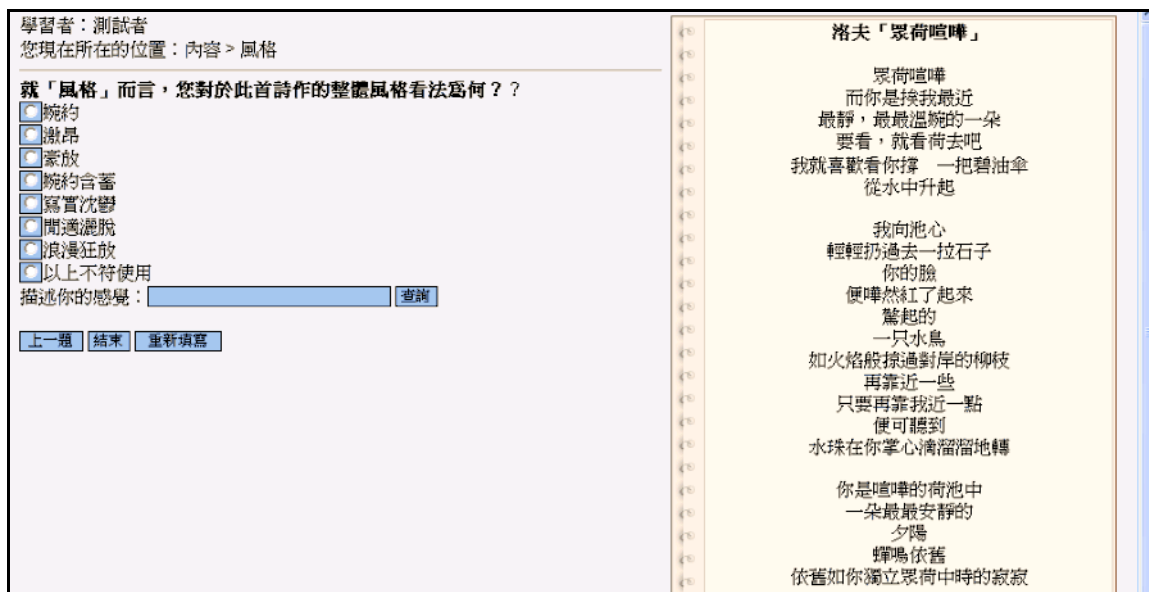 學習者：測試者
您現在所在的位置：內容 > 風格
就「風格」而言，您對於此首詩作的整體風格看法為何？?
婉約
激昂
豪放
婉約含蓄
寫實沈鬱
閒適灑脫
浪漫狂放
以上不符使用
描述你的感覺：
查詢
上一題
結束
重新填寫
洛夫「眾荷喧嘩」
眾荷喧嘩
而你是挨我最近
最靜，最最溫婉的一朵
要看，就看荷去吧
我就喜歡看你撐　一把碧油傘
從水中升起
我向池心
輕輕扔過去一拉石子
你的臉
便嘩然紅了起來
驚起的
一只水鳥
如火焰般掠過對岸的柳枝
再靠近一些
只要再靠我近一點
便可聽到
水珠在你掌心滴溜溜地轉
你是喧嘩的荷池中
一朵最最安靜的
夕陽
蟬鳴依舊
依舊如你獨立眾荷中時的寂寂